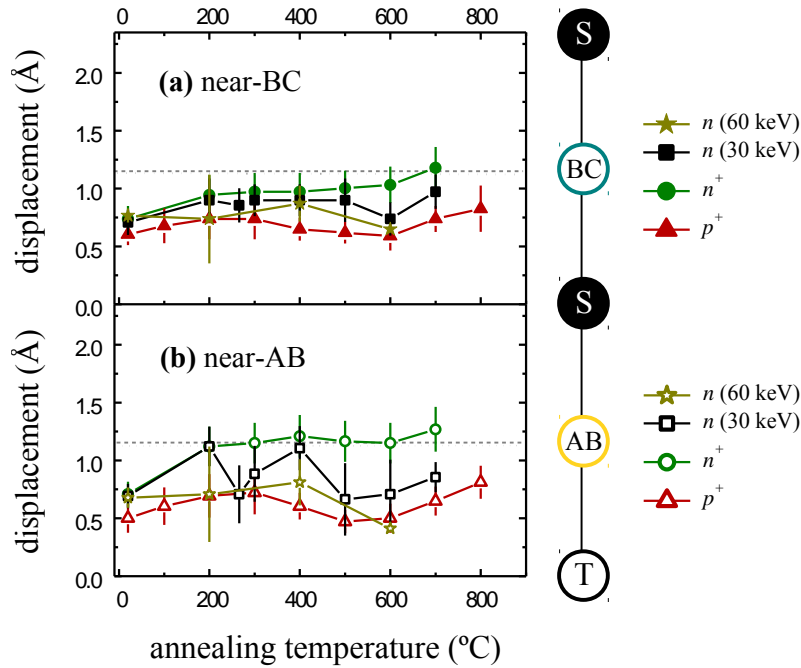 0 200 400 600 800
displacement (Å)
2.0
1.5
1.0
0.5
0.0
(a) near-BC
displacement (Å)
2.0
1.5
1.0
0.5
0.0
(b) near-AB
0 200 400 600 800
annealing temperature (ºC)
S
BC
S
AB
T
n (60 keV)
n (30 keV)
n⁺
p⁺
n (60 keV)
n (30 keV)
n⁺
p⁺